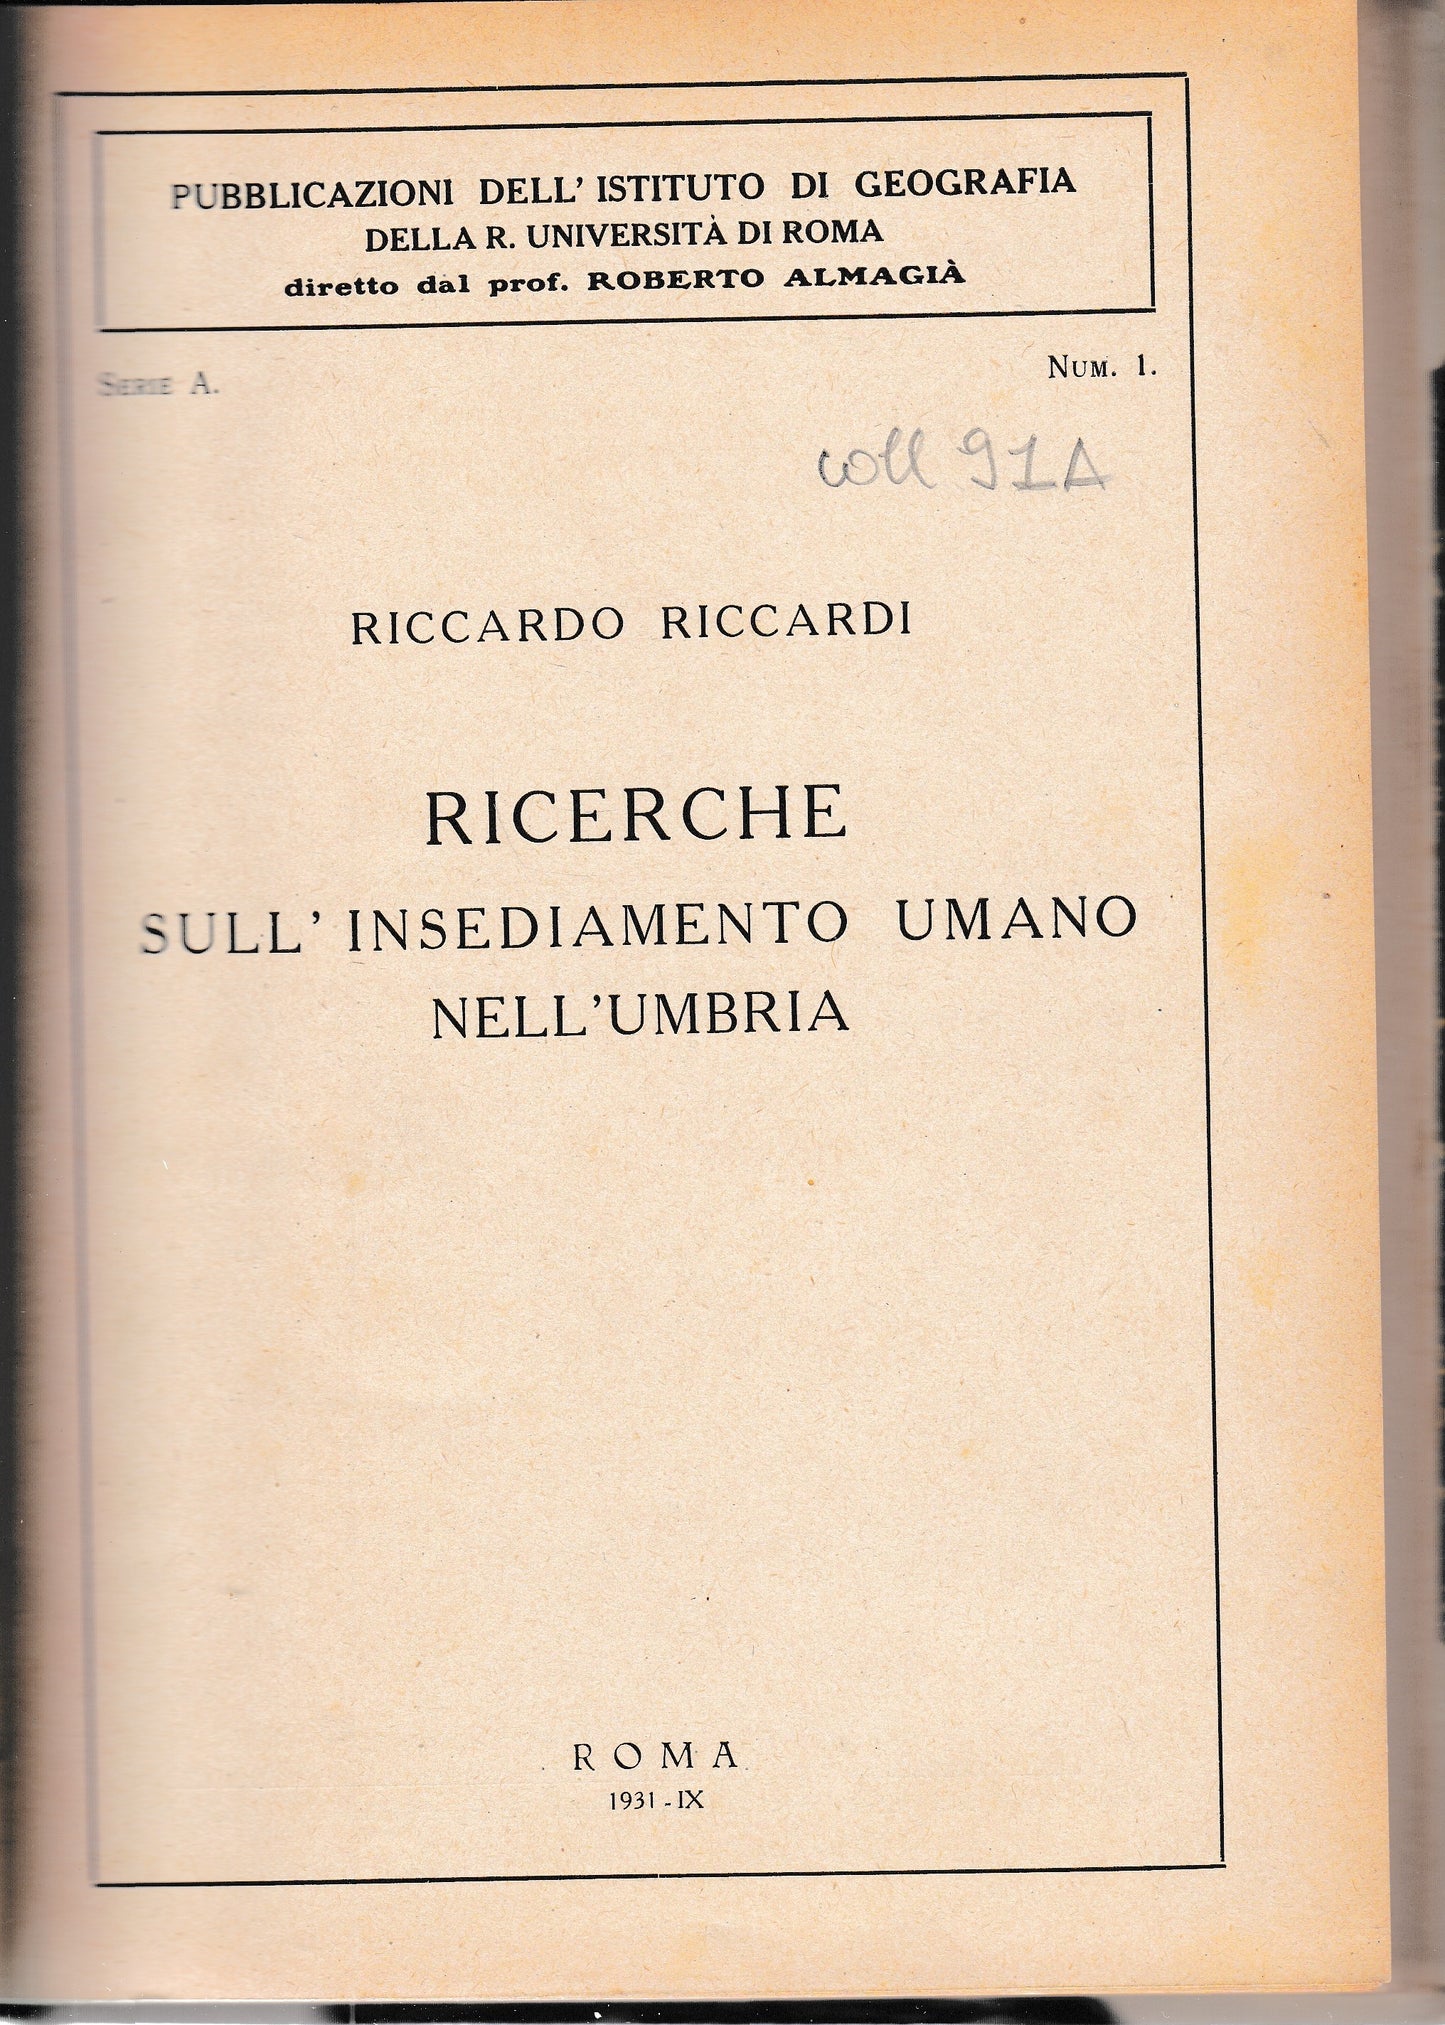 PUBBLICAZIONI DELL' ISTITUTO DI GEOGRAFIA
DELLA R. UNIVERSITÀ DI ROMA
diretto dal prof. ROBERTO ALMAGIÀ
SERIE A.
NUM. 1.
coll 91A
RICCARDO RICCARDI
RICERCHE
SULL' INSEDIAMENTO UMANO
NELL'UMBRIA
ROMA
1931 - IX